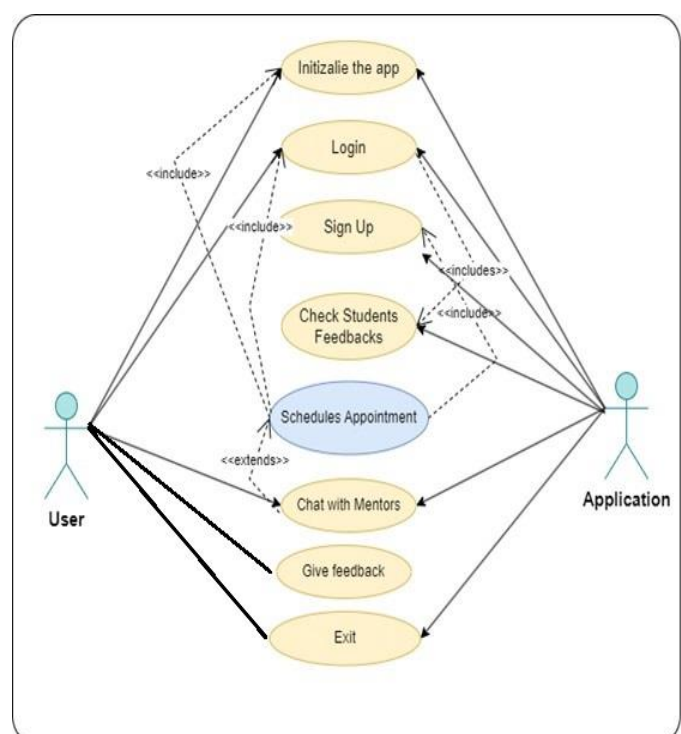 Initizalie the app
Login
<<include>>
<<include>>
Sign Up
<<includes>>
Check Students
Feedbacks
<<include>>
Schedules Appointment
<<extends>>
Chat with Mentors
User
Application
Give feedback
Exit